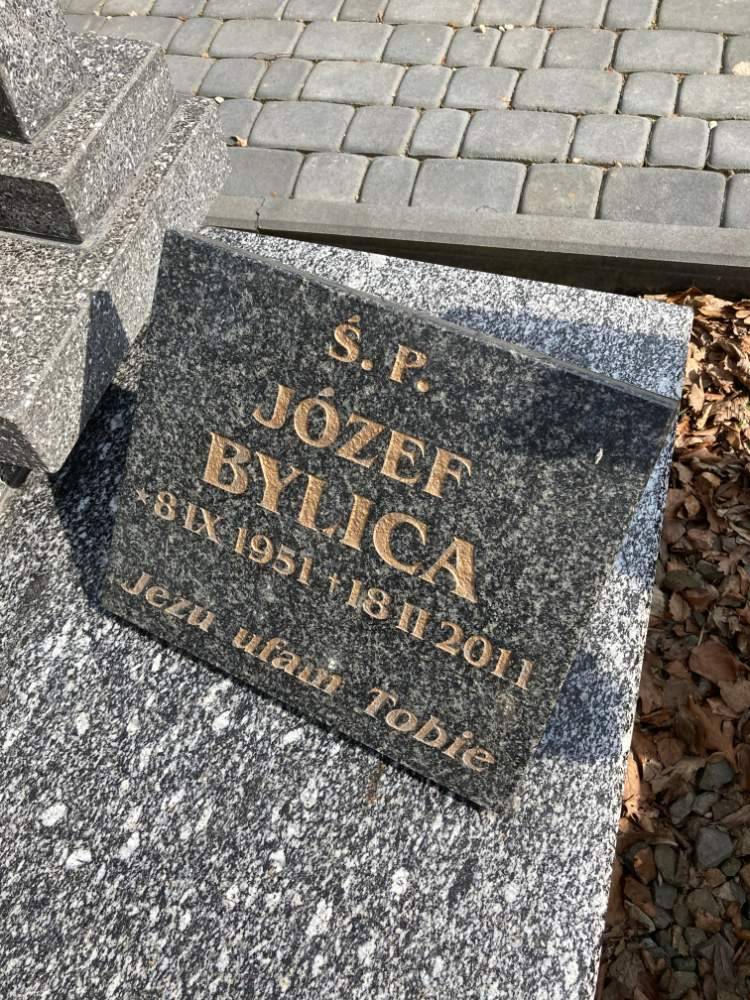 Ś. P.
JÓZEF
BYLICA
* 8 IX 1951 † 18 II 2011
Jezu ufam Tobie